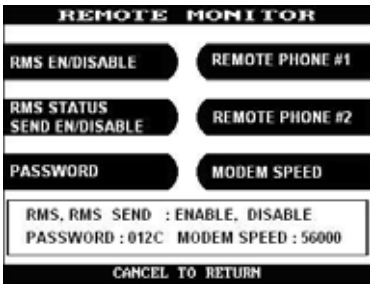 REMOTE MONITOR
RMS EN/DISABLE
REMOTE PHONE #1
RMS STATUS
SEND EN/DISABLE
REMOTE PHONE #2
PASSWORD
MODEM SPEED
RMS, RMS SEND : ENABLE, DISABLE
PASSWORD : 012C MODEM SPEED : 56000
CANCEL TO RETURN